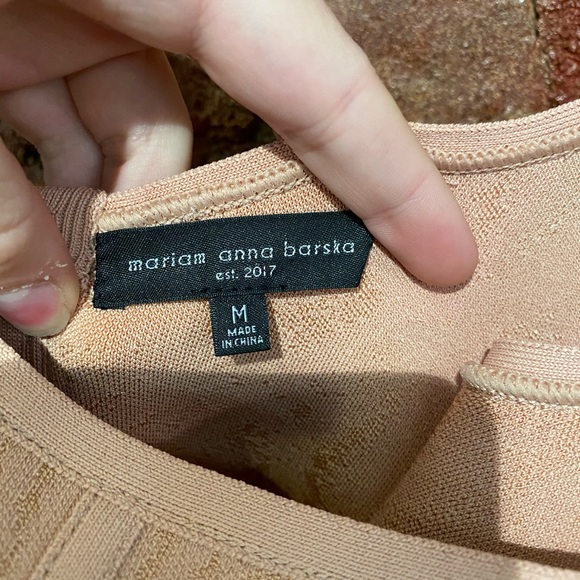 mariam anna barska
est. 2017
M
MADE
IN CHINA